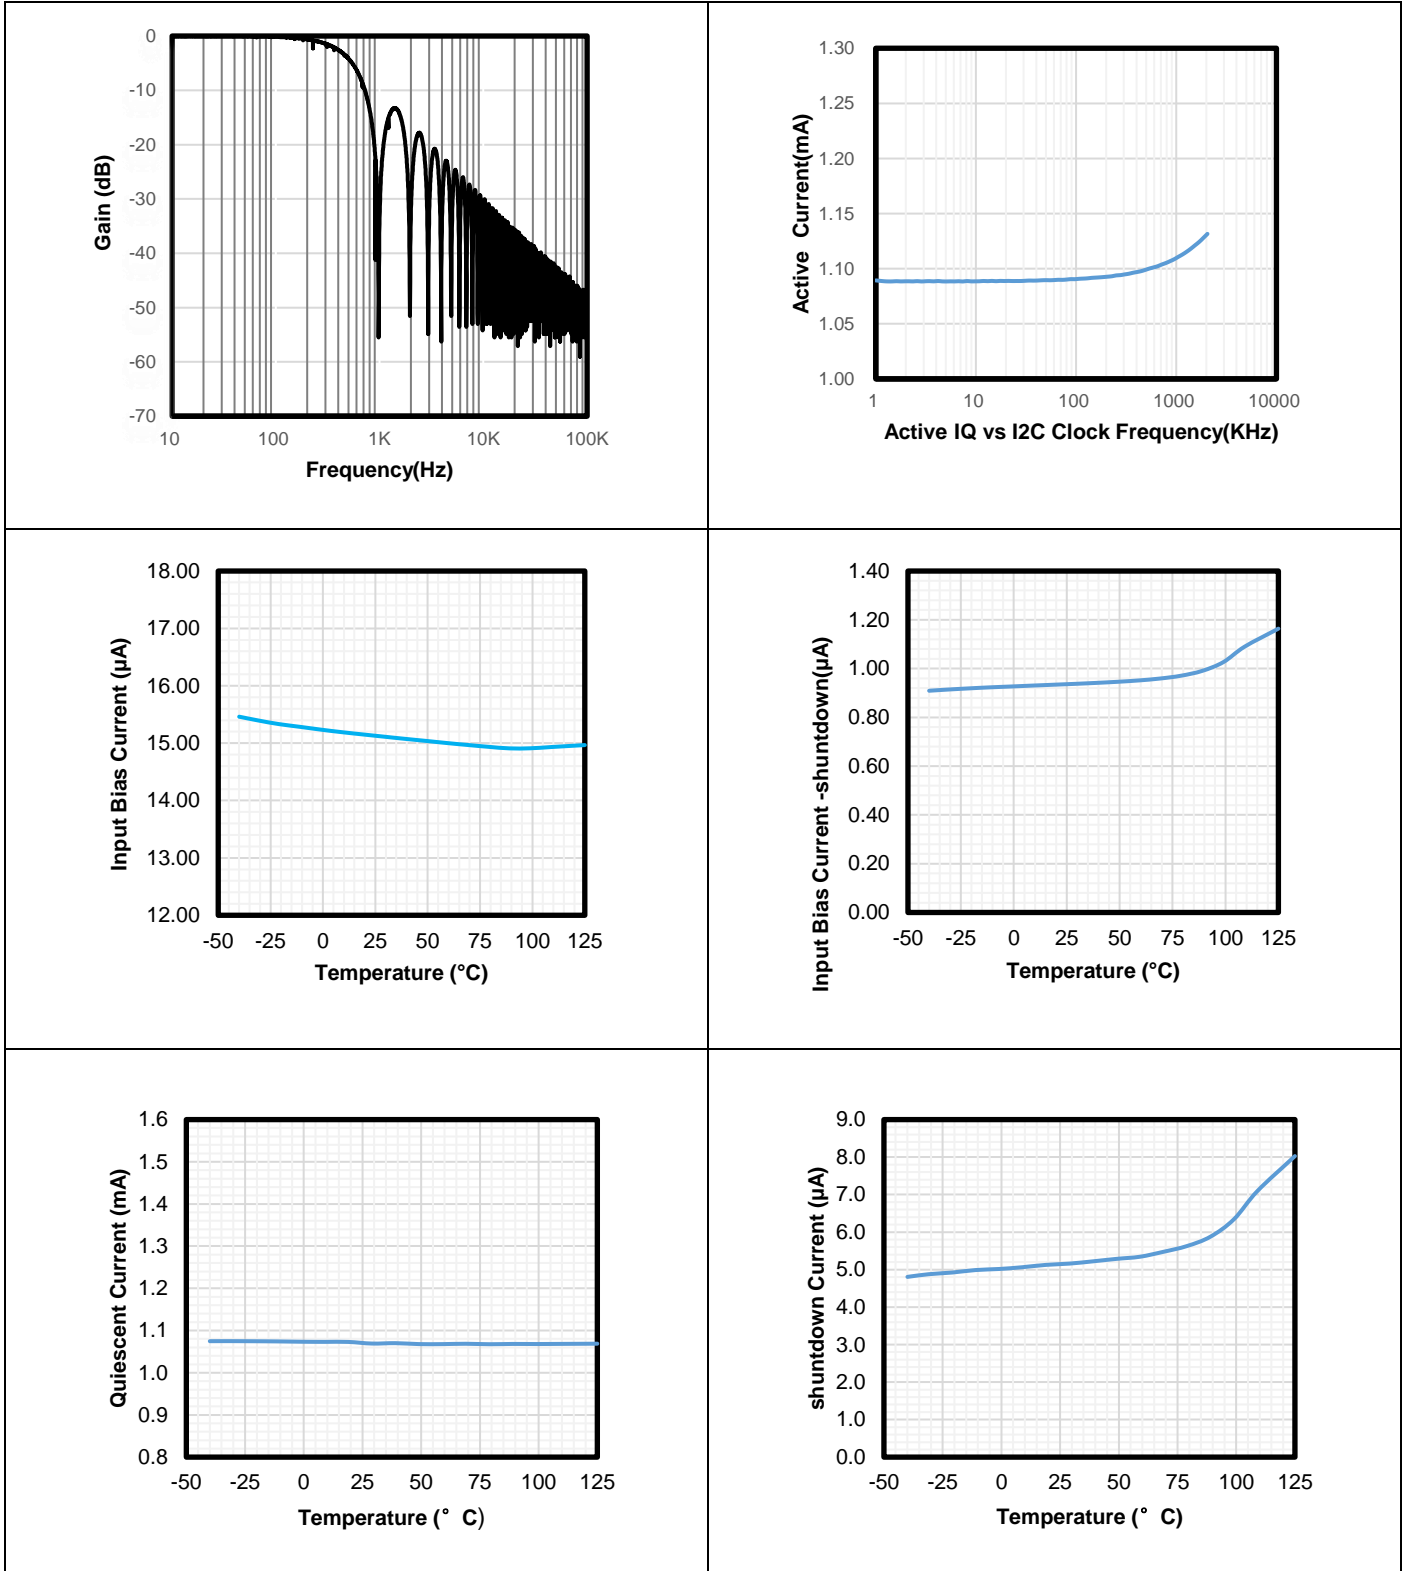 0
-10
-20
-30
-40
-50
-60
-70
Gain (dB)
10 100 1K 10K 100K
Frequency(Hz)
1.30
1.25
1.20
1.15
1.10
1.05
1.00
Active Current(mA)
1 10 100 1000 10000
Active IQ vs I2C Clock Frequency(KHz)
18.00
17.00
16.00
15.00
14.00
13.00
12.00
Input Bias Current (µA)
-50 -25 0 25 50 75 100 125
Temperature (°C)
1.40
1.20
1.00
0.80
0.60
0.40
0.20
0.00
Input Bias Current -shuntdown(µA)
-50 -25 0 25 50 75 100 125
Temperature (°C)
1.6
1.5
1.4
1.3
1.2
1.1
1.0
0.9
0.8
Quiescent Current (mA)
-50 -25 0 25 50 75 100 125
Temperature (° C)
9.0
8.0
7.0
6.0
5.0
4.0
3.0
2.0
1.0
0.0
shuntdown Current (µA)
-50 -25 0 25 50 75 100 125
Temperature (° C)